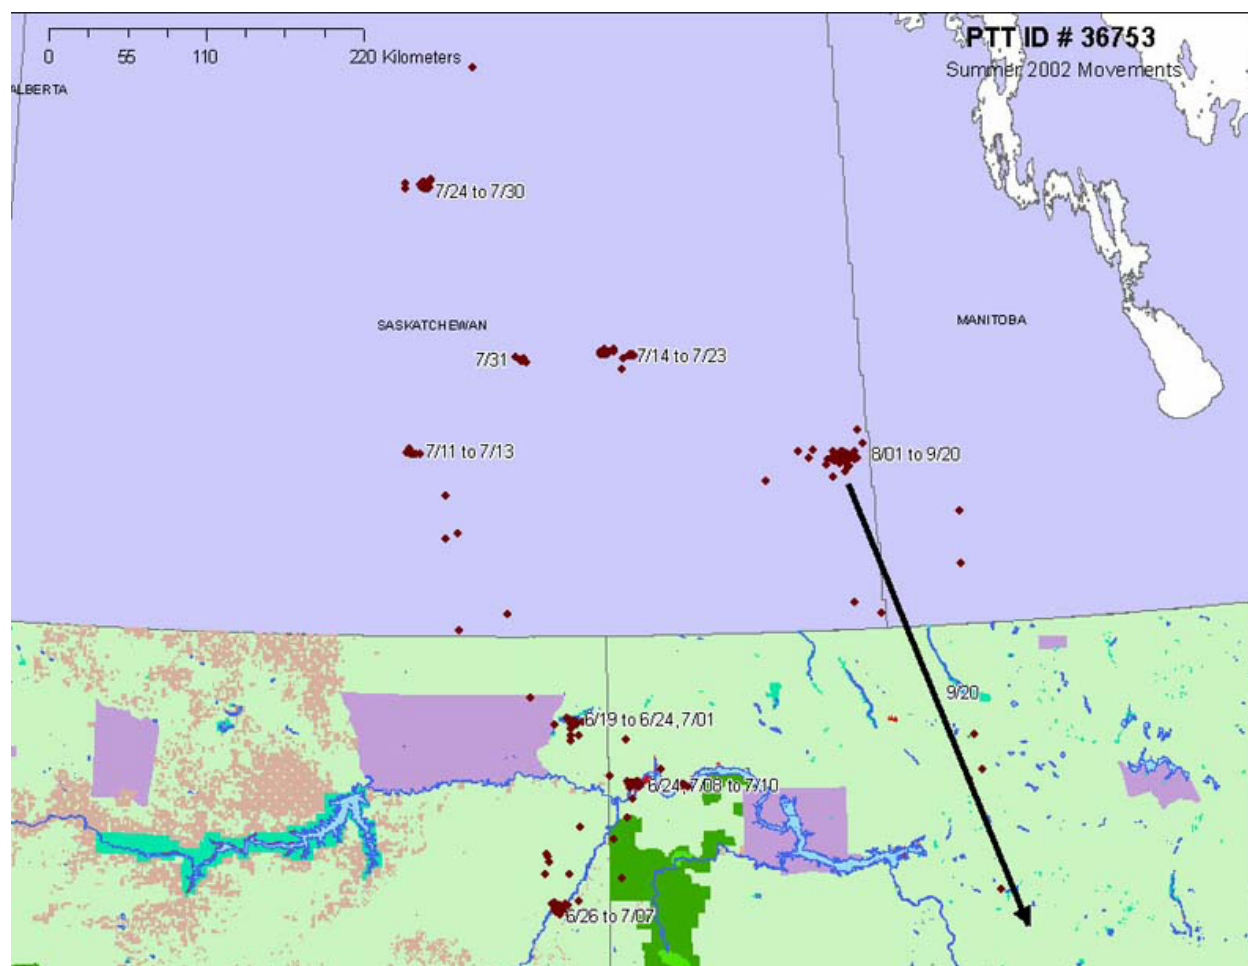 PTT ID # 36753
0 55 110 220 Kilometers
Summer 2002 Movements
ALBERTA
7/24 to 7/30
SASKATCHEWAN
MANITOBA
7/31
7/14 to 7/23
7/11 to 7/13
8/01 to 9/20
9/20
6/19 to 6/24, 7/01
6/24, 7/08 to 7/10
6/26 to 7/07